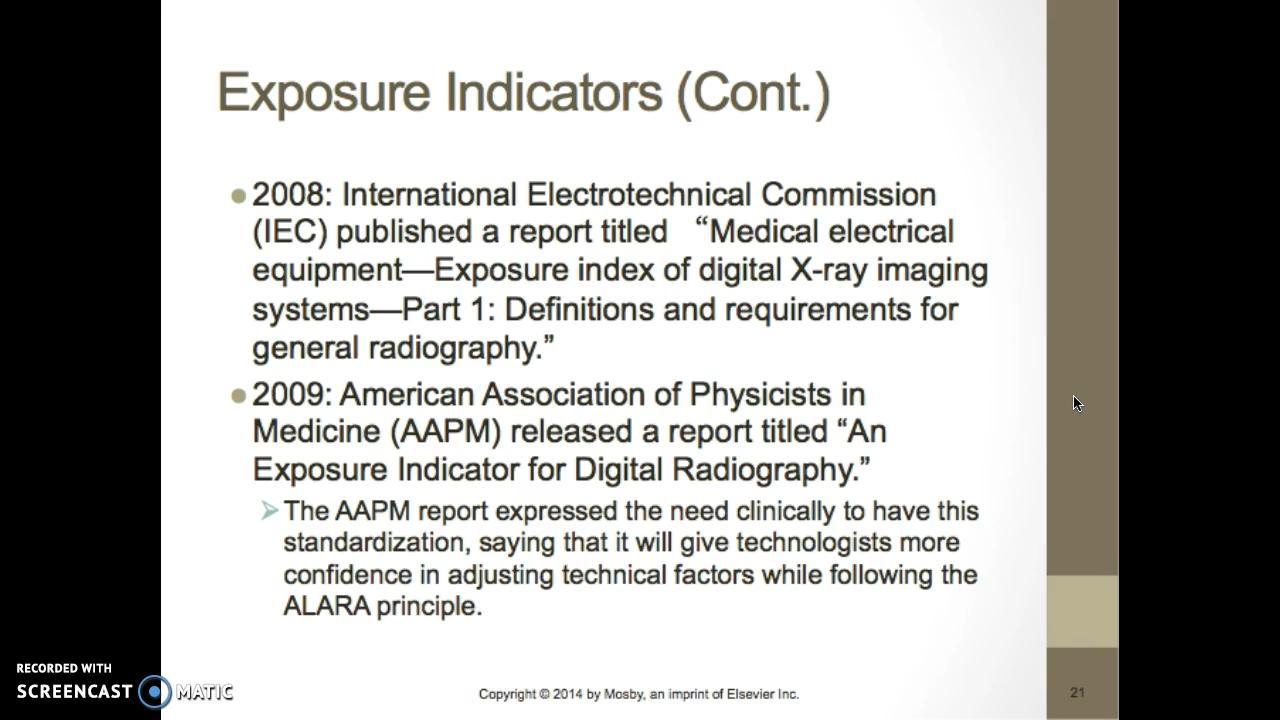 Exposure Indicators (Cont.)
2008: International Electrotechnical Commission
(IEC) published a report titled “Medical electrical
equipment—Exposure index of digital X-ray imaging
systems—Part 1: Definitions and requirements for
general radiography.”
2009: American Association of Physicists in
Medicine (AAPM) released a report titled “An
Exposure Indicator for Digital Radiography.”
The AAPM report expressed the need clinically to have this
standardization, saying that it will give technologists more
confidence in adjusting technical factors while following the
ALARA principle.
RECORDED WITH
SCREENCAST MATIC
Copyright © 2014 by Mosby, an imprint of Elsevier Inc.
21